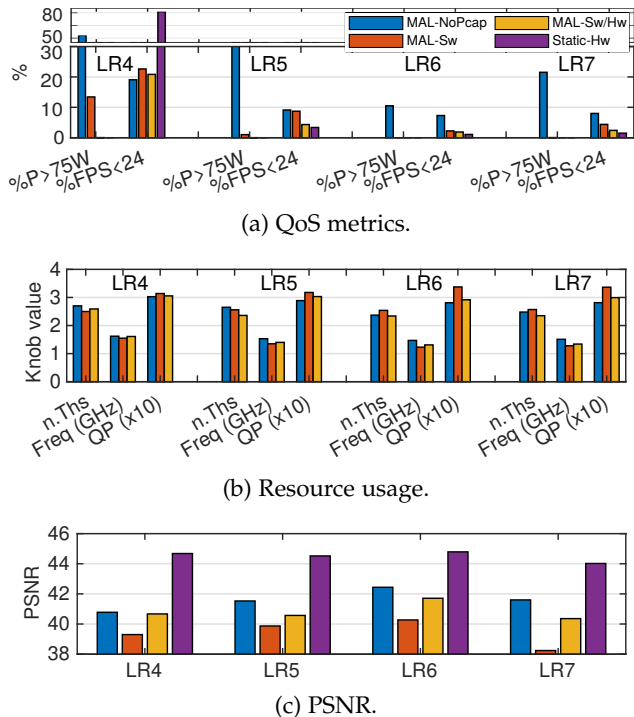 80
50
30
20
10
0
%
MAL-NoPcap
MAL-Sw
MAL-Sw/Hw
Static-Hw
LR4
LR5
LR6
LR7
%P>75W
%FPS<24
%P>75W
%FPS<24
%P>75W
%FPS<24
%P>75W
%FPS<24
(a) QoS metrics.
4
3
2
1
0
Knob value
LR4
LR5
LR6
LR7
n.Ths
Freq (GHz)
QP (x10)
n.Ths
Freq (GHz)
QP (x10)
n.Ths
Freq (GHz)
QP (x10)
n.Ths
Freq (GHz)
QP (x10)
(b) Resource usage.
46
44
42
40
38
PSNR
LR4
LR5
LR6
LR7
(c) PSNR.